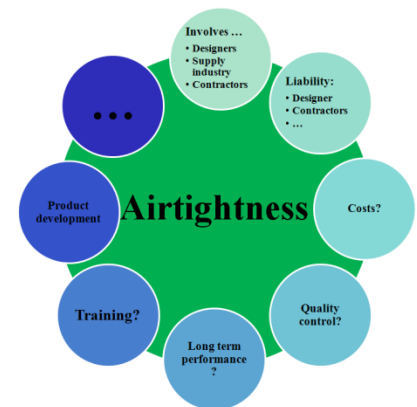 Involves …
• Designers
• Supply
industry
• Contractors
Liability:
• Designer
• Contractors
• …
Costs?
Quality
control?
Long term
performance
?
Training?
Product
development
...
Airtightness